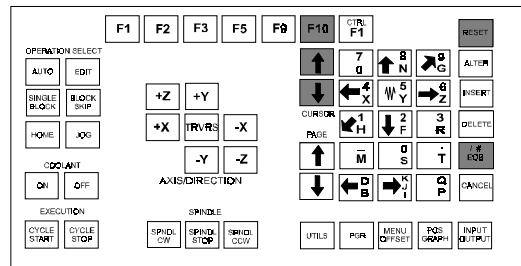 F1 F2 F3 F5 F9 F10 CTRL F1 RESET
OPERATION SELECT
AUTO EDIT
SINGLE BLOCK BLOCK SKIP
HOME JOG
COOLANT
ON OFF
EXECUTION
CYCLE START CYCLE STOP
+Z +Y
+X TRVRS -X
-Y -Z
AXIS/DIRECTION
SPINDLE
SPNDL CW SPINDL STOP SPNDL CCW
CURSOR
PAGE
7 8 N 9 G ALTER
4 X 5 Y 6 Z INSERT
1 H 2 F 3 R DELETE
M 0 S . T / # EOB
D B K J I Q P CANCEL
UTILS PGR MENU OFFSET POS GRAPH INPUT OUTPUT